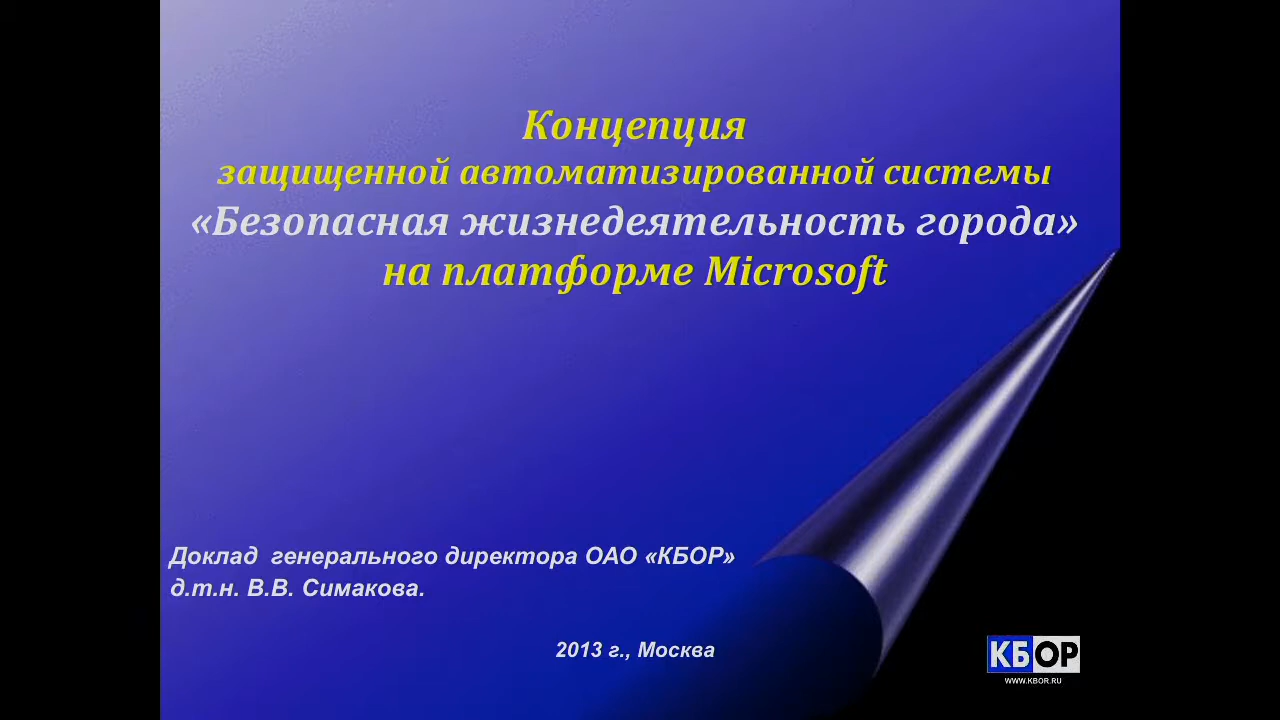 Концепция
защищенной автоматизированной системы
«Безопасная жизнедеятельность города»
на платформе Microsoft
Доклад генерального директора ОАО «КБОР»
д.т.н. В.В. Симакова.
2013 г., Москва
КБОР
WWW.KBOR.RU